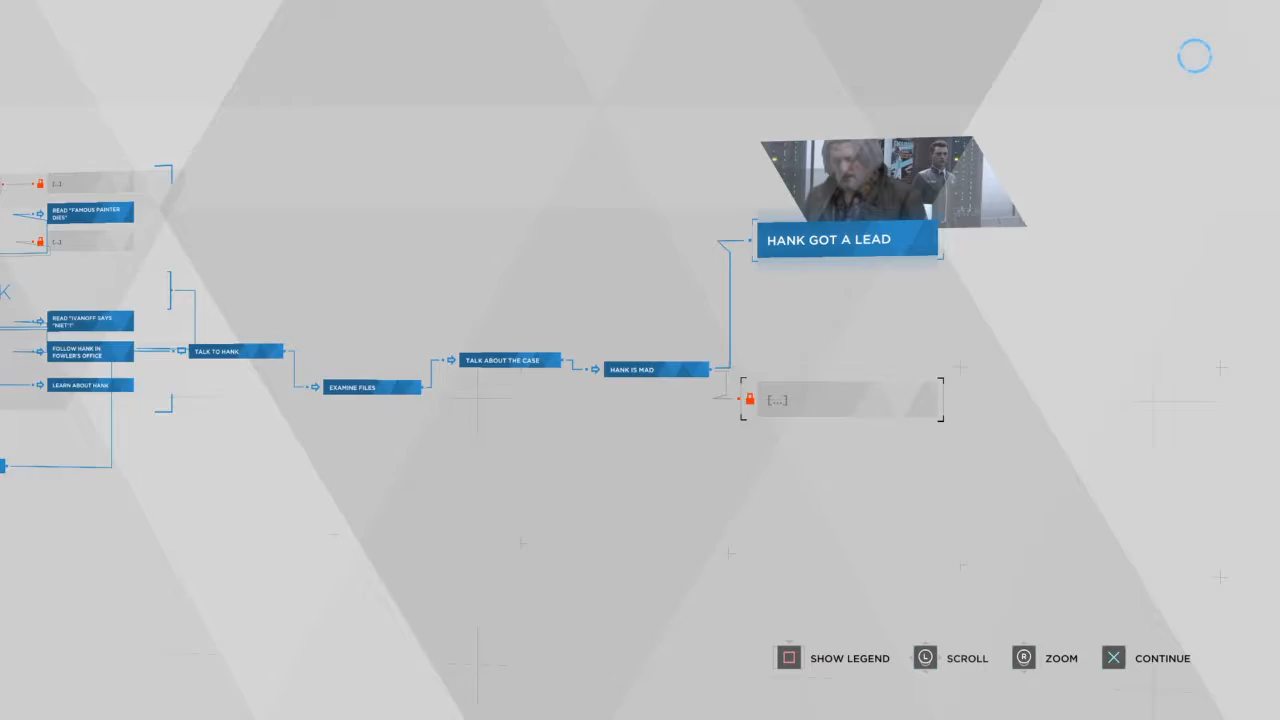 [...]
READ "FAMOUS PAINTER
DIES"
[...]
K
READ "IVANOFF SAYS
"NIET"!"
FOLLOW HANK IN
FOWLER'S OFFICE
LEARN ABOUT HANK
TALK TO HANK
EXAMINE FILES
TALK ABOUT THE CASE
HANK IS MAD
HANK GOT A LEAD
[...]
SHOW LEGEND
L
SCROLL
R
ZOOM
CONTINUE